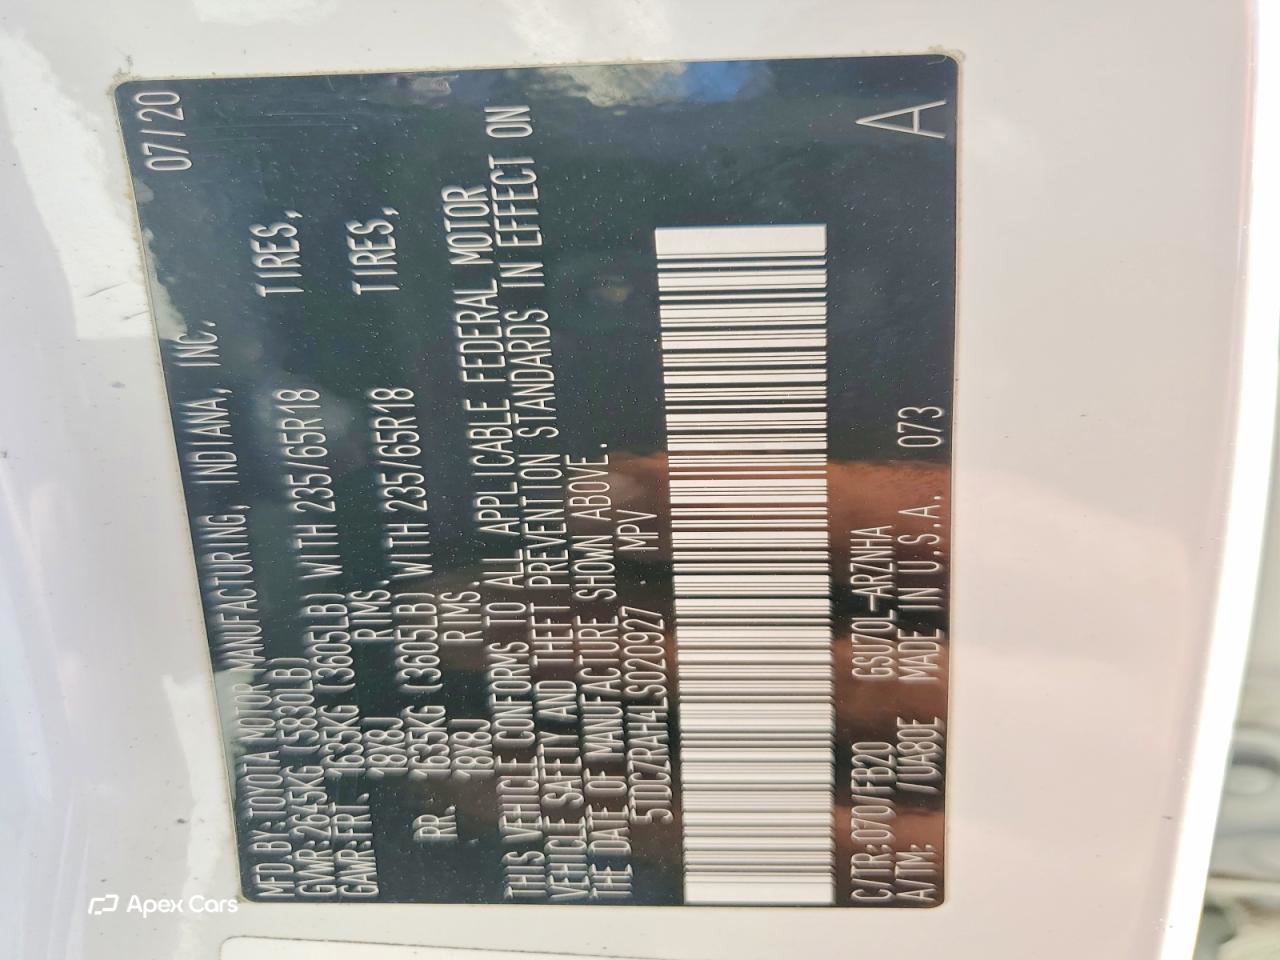 MFD.BY:TOYOTA MOTOR MANUFACTURING, INDIANA, INC. 07/20
GVWR:2645KG (5830LB)
GAWR:FRT. 1635KG (3605LB) WITH 235/65R18 TIRES,
18X8J RIMS,
RR. 1635KG (3605LB) WITH 235/65R18 TIRES,
18X8J RIMS.
THIS VEHICLE CONFORMS TO ALL APPLICABLE FEDERAL MOTOR
VEHICLE SAFETY AND THEFT PREVENTION STANDARDS IN EFFECT ON
THE DATE OF MANUFACTURE SHOWN ABOVE.
5TDCZRAH4LS020927 MPV
C/TR:070/FB20 GSU70L-ARZNHA
A/TM: /UA80E MADE IN U.S.A. 073 A
Apex Cars